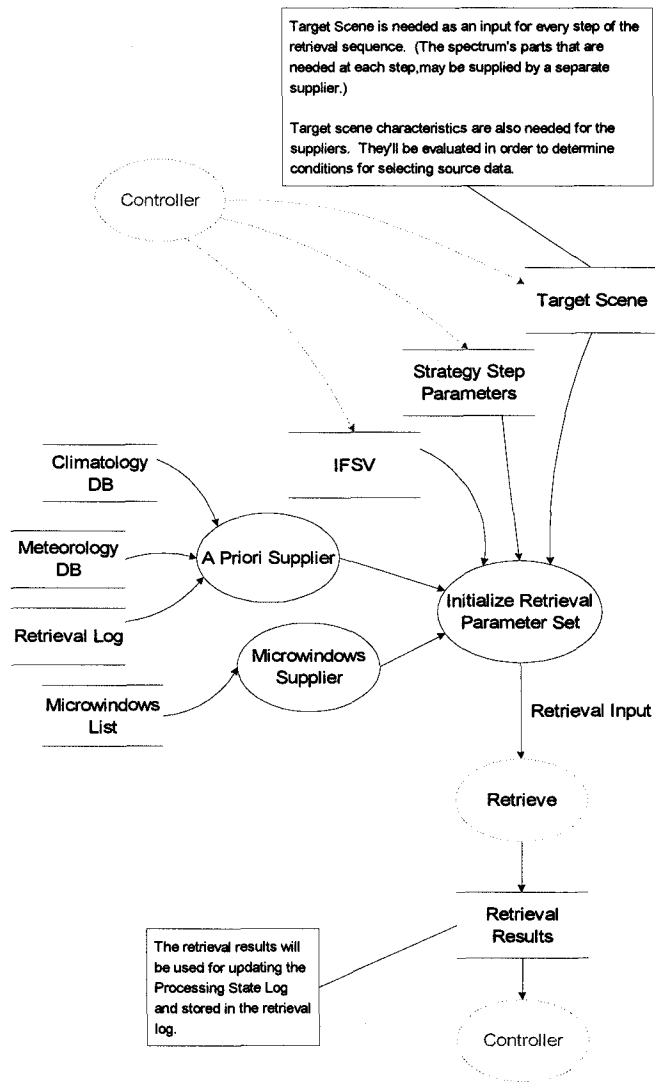 Target Scene is needed as an input for every step of the
retrieval sequence.  (The spectrum's parts that are
needed at each step,may be supplied by a separate
supplier.)
Target scene characteristics are also needed for the
suppliers.  They'll be evaluated in order to determine
conditions for selecting source data.
Controller
Target Scene
Strategy Step
Parameters
IFSV
Climatology
DB
Meteorology
DB
A Priori Supplier
Initialize Retrieval
Parameter Set
Retrieval Log
Microwindows
Supplier
Microwindows
List
Retrieval Input
Retrieve
Retrieval
Results
The retrieval results will
be used for updating the
Processing State Log
and stored in the retrieval
log.
Controller